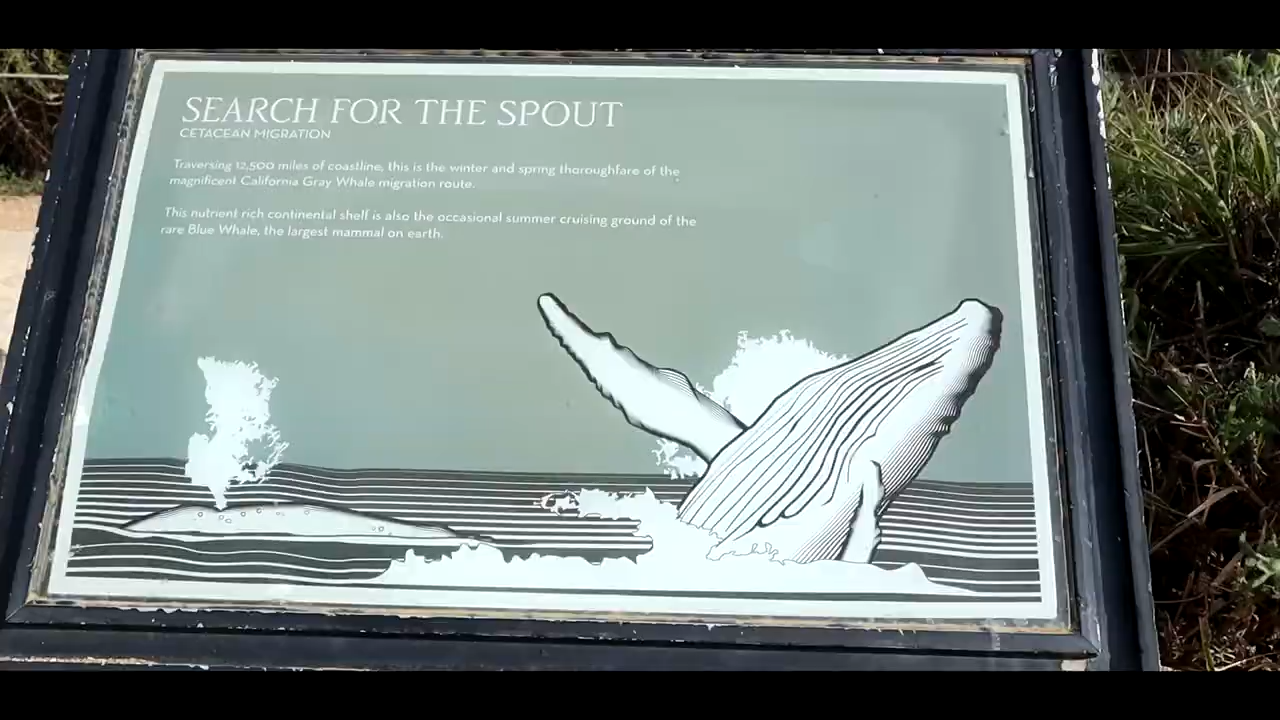 SEARCH FOR THE SPOUT
CETACEAN MIGRATION
Traversing 12,500 miles of coastline, this is the winter and spring thoroughfare of the
magnificent California Gray Whale migration route.
This nutrient rich continental shelf is also the occasional summer cruising ground of the
rare Blue Whale, the largest mammal on earth.